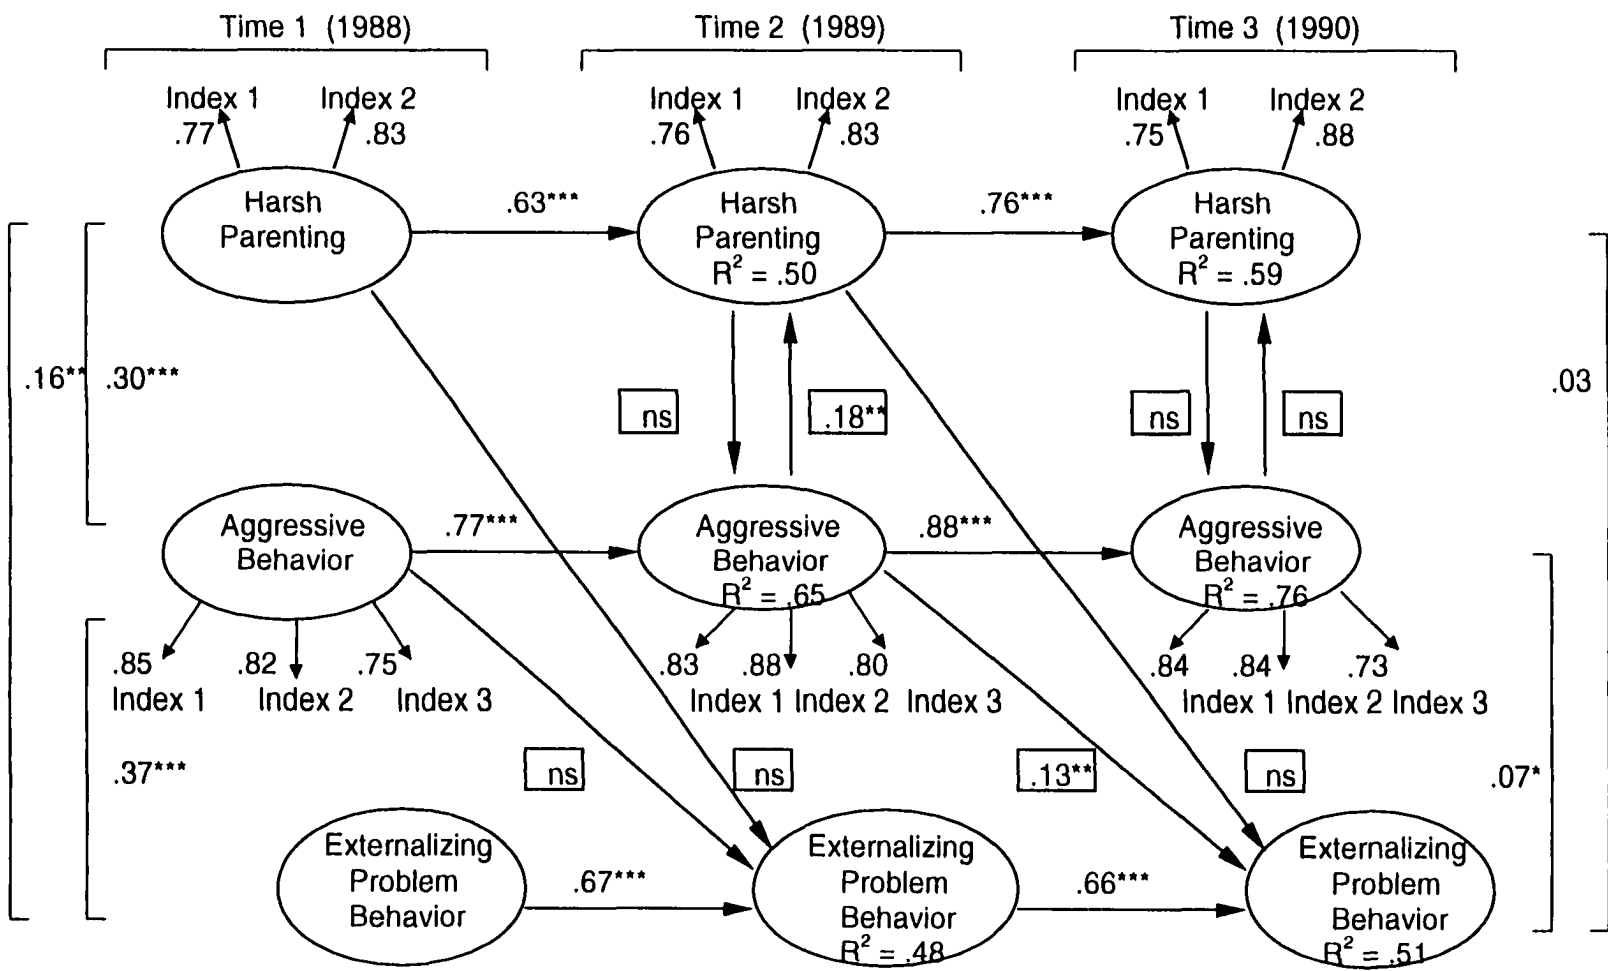 Time 1 (1988)
Time 2 (1989)
Time 3 (1990)
Index 1
Index 2
Index 1
Index 2
Index 1
Index 2
.77
.83
.76
.83
.75
.88
Harsh
Parenting
.63***
Harsh
Parenting
R² = .50
.76***
Harsh
Parenting
R² = .59
.16**
.30***
ns
.18**
ns
ns
.03
Aggressive
Behavior
.77***
Aggressive
Behavior
R² = .65
.88***
Aggressive
Behavior
R² = .76
.85
.82
.75
.83
.88
.80
.84
.84
.73
Index 1
Index 2
Index 3
Index 1
Index 2
Index 3
Index 1
Index 2
Index 3
.37***
ns
ns
.13**
ns
.07*
Externalizing
Problem
Behavior
.67***
Externalizing
Problem
Behavior
R² = .48
.66***
Externalizing
Problem
Behavior
R² = .51